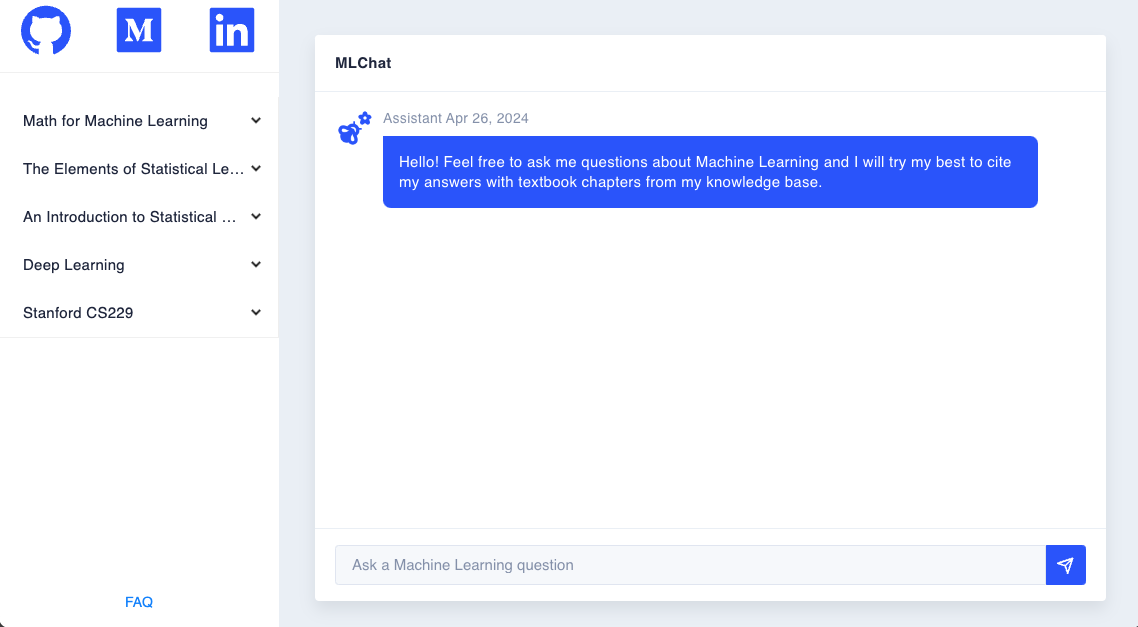 M
in
Math for Machine Learning
The Elements of Statistical Le...
An Introduction to Statistical ...
Deep Learning
Stanford CS229
FAQ
MLChat
Assistant Apr 26, 2024
Hello! Feel free to ask me questions about Machine Learning and I will try my best to cite
my answers with textbook chapters from my knowledge base.
Ask a Machine Learning question